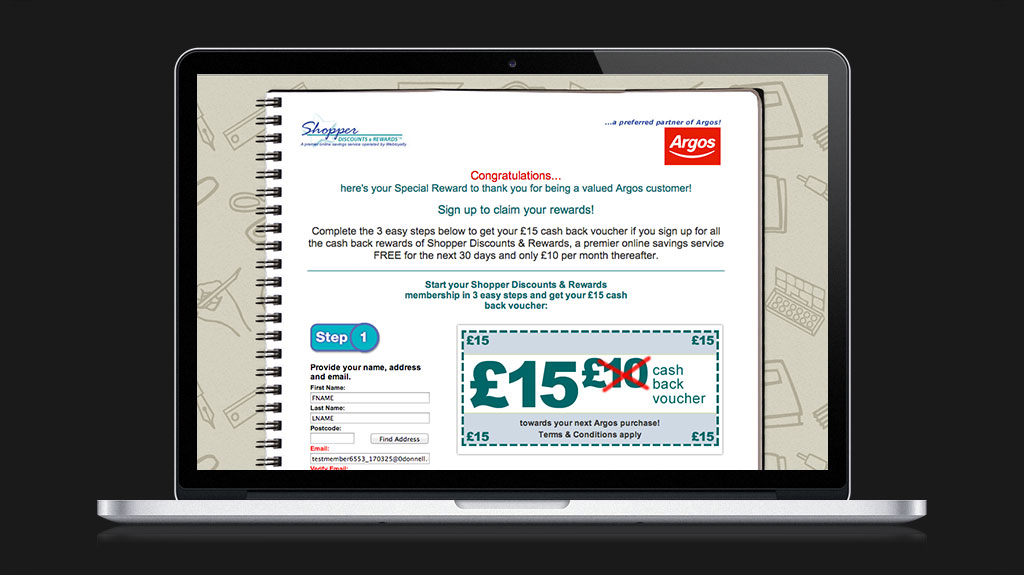 Shopper
DISCOUNTS & REWARDS™
A premier online savings service operated by Webloyalty
...a preferred partner of Argos!
Argos
Congratulations...
here's your Special Reward to thank you for being a valued Argos customer!
Sign up to claim your rewards!
Complete the 3 easy steps below to get your £15 cash back voucher if you sign up for all
the cash back rewards of Shopper Discounts & Rewards, a premier online savings service
FREE for the next 30 days and only £10 per month thereafter.
Start your Shopper Discounts & Rewards
membership in 3 easy steps and get your £15 cash
back voucher:
Step 1
Provide your name, address
and email.
First Name:
FNAME
Last Name:
LNAME
Postcode:
Find Address
Email:
testmember6553_170325@0donnell.
Verify Email:
£15 £15
£15 £10 cash
back
voucher
towards your next Argos purchase!
Terms & Conditions apply
£15 £15